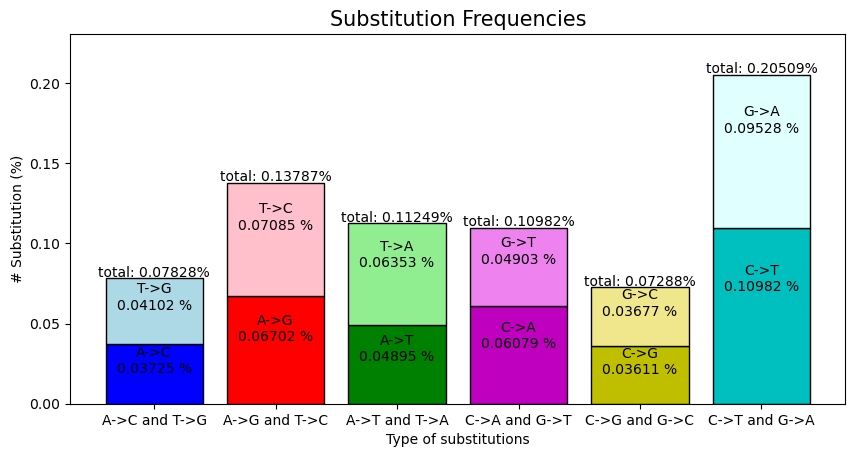 Substitution Frequencies
# Substitution (%)
0.20
0.15
0.10
0.05
0.00
total: 0.07828%
T->G
0.04102 %
A->C
0.03725 %
total: 0.13787%
T->C
0.07085 %
A->G
0.06702 %
total: 0.11249%
T->A
0.06353 %
A->T
0.04895 %
total: 0.10982%
G->T
0.04903 %
C->A
0.06079 %
total: 0.07288%
G->C
0.03677 %
C->G
0.03611 %
total: 0.20509%
G->A
0.09528 %
C->T
0.10982 %
A->C and T->G
A->G and T->C
A->T and T->A
C->A and G->T
C->G and G->C
C->T and G->A
Type of substitutions